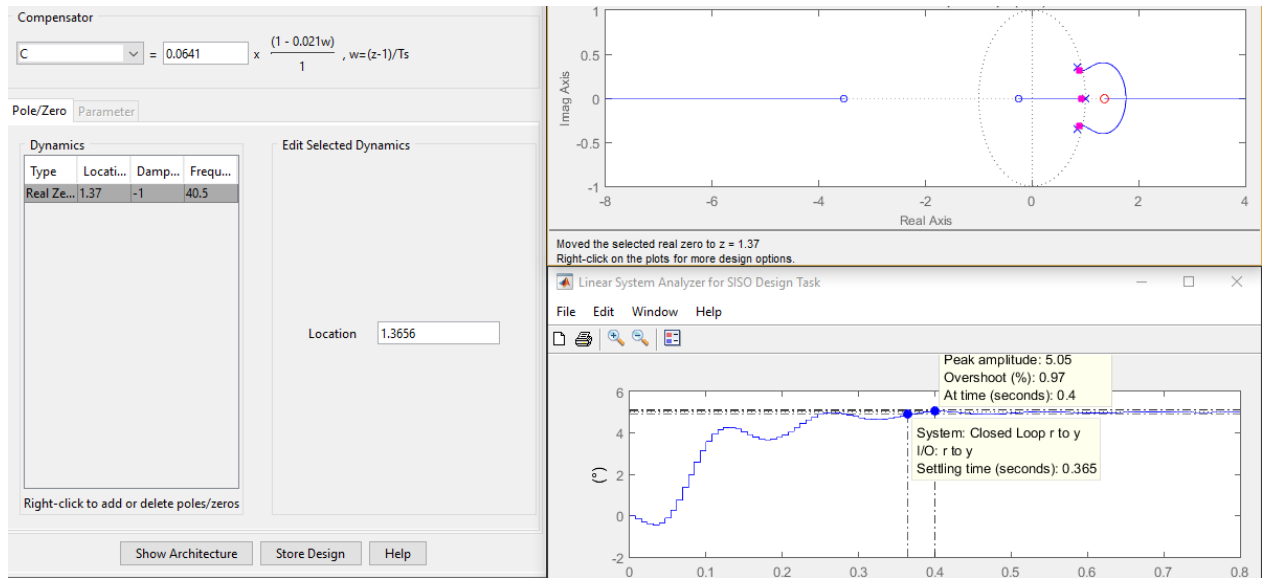 Compensator
C = 0.0641 x (1 - 0.021w) / 1 , w=(z-1)/Ts
Pole/Zero Parameter
Dynamics
Type Locati... Damp... Frequ...
Real Ze... 1.37 -1 40.5
Right-click to add or delete poles/zeros
Edit Selected Dynamics
Location 1.3656
Show Architecture Store Design Help
Imag Axis
1
0.5
0
-0.5
-1
-8 -6 -4 -2 0 2 4
Real Axis
Moved the selected real zero to z = 1.37
Right-click on the plots for more design options.
Linear System Analyzer for SISO Design Task
File Edit Window Help
Peak amplitude: 5.05
Overshoot (%): 0.97
At time (seconds): 0.4
System: Closed Loop r to y
I/O: r to y
Settling time (seconds): 0.365
(°)
6
4
2
0
-2
0 0.1 0.2 0.3 0.4 0.5 0.6 0.7 0.8